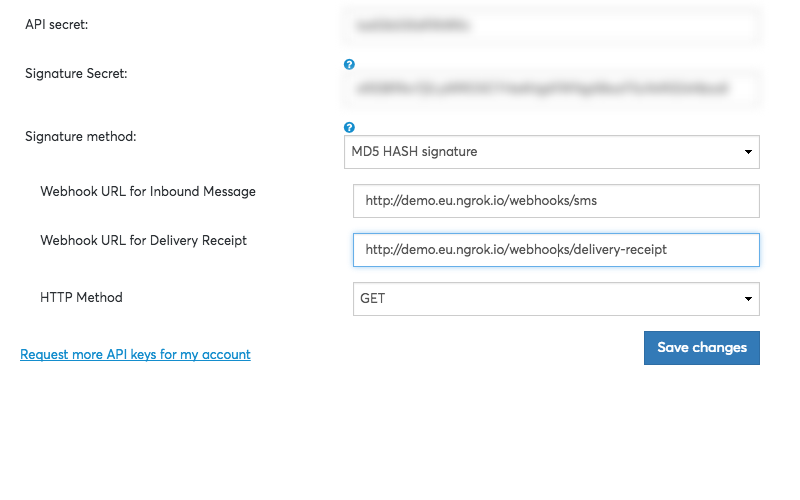 API secret:
Signature Secret:
?
Signature method:
?
MD5 HASH signature
Webhook URL for Inbound Message
http://demo.eu.ngrok.io/webhooks/sms
Webhook URL for Delivery Receipt
http://demo.eu.ngrok.io/webhooks/delivery-receipt
HTTP Method
GET
Request more API keys for my account
Save changes